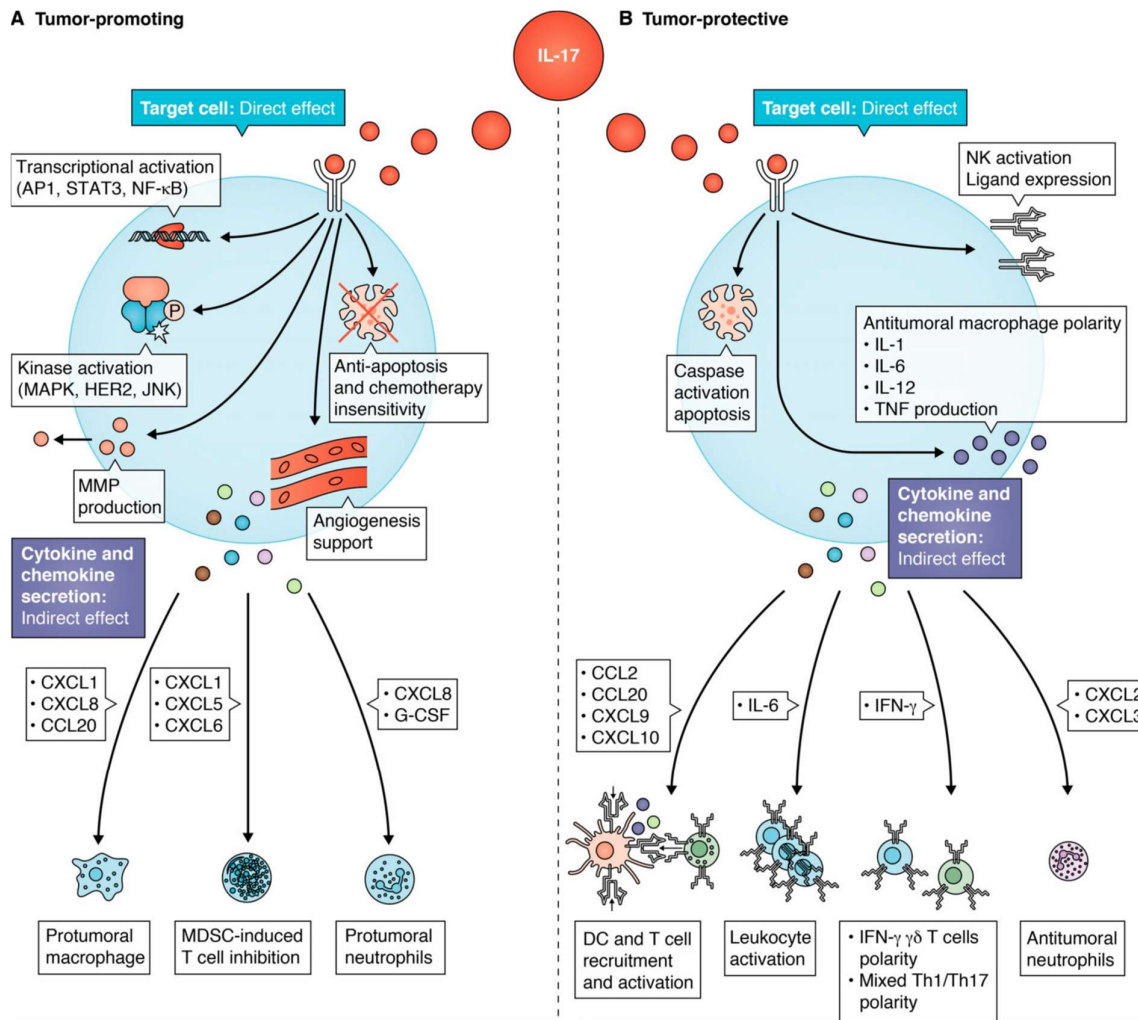 A Tumor-promoting
B Tumor-protective
IL-17
Target cell: Direct effect
Transcriptional activation
(AP1, STAT3, NF-κB)
P
Kinase activation
(MAPK, HER2, JNK)
Anti-apoptosis
and chemotherapy
insensitivity
MMP
production
Angiogenesis
support
Cytokine and
chemokine
secretion:
Indirect effect
• CXCL1
• CXCL8
• CCL20
• CXCL1
• CXCL5
• CXCL6
• CXCL8
• G-CSF
Protumoral
macrophage
MDSC-induced
T cell inhibition
Protumoral
neutrophils
Target cell: Direct effect
NK activation
Ligand expression
Caspase
activation
apoptosis
Antitumoral macrophage polarity
• IL-1
• IL-6
• IL-12
• TNF production
Cytokine and
chemokine
secretion:
Indirect effect
• CCL2
• CCL20
• CXCL9
• CXCL10
• IL-6
• IFN-γ
• CXCL2
• CXCL3
DC and T cell
recruitment
and activation
Leukocyte
activation
• IFN-γ γδ T cells
polarity
• Mixed Th1/Th17
polarity
Antitumoral
neutrophils